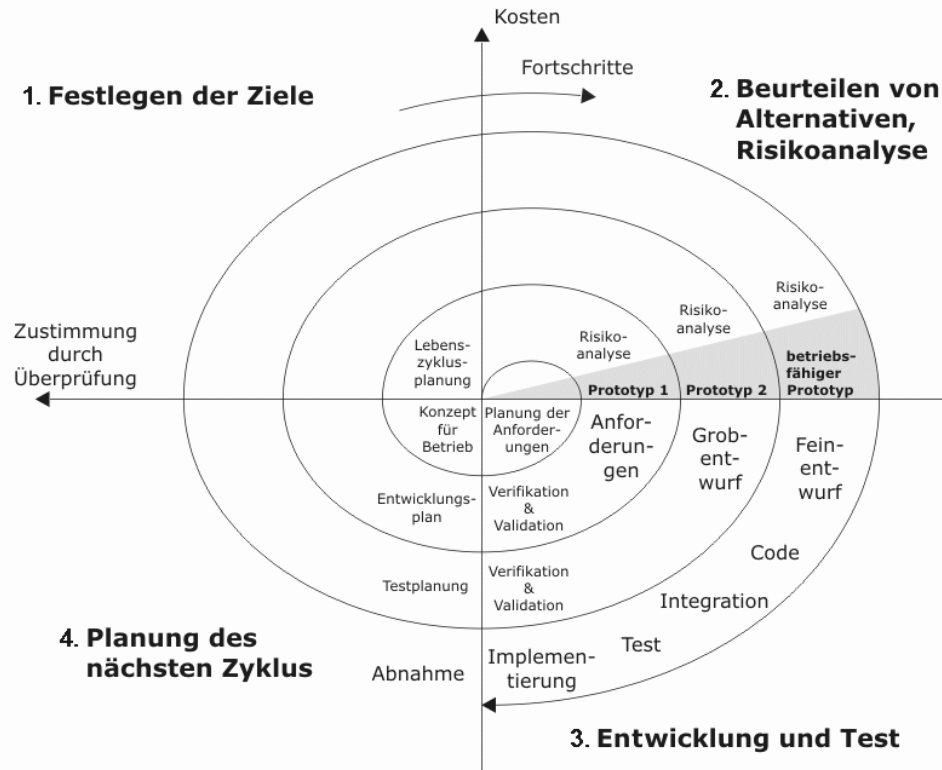 Kosten
Fortschritte
1. Festlegen der Ziele
2. Beurteilen von
Alternativen,
Risikoanalyse
Risiko-
analyse
Risiko-
analyse
Risiko-
analyse
Zustimmung
durch
Überprüfung
Lebens-
zyklus-
planung
Prototyp 1
Prototyp 2
betriebs-
fähiger
Prototyp
Konzept
für
Betrieb
Planung der
Anforder-
ungen
Anfor-
derun-
gen
Grob-
ent-
wurf
Fein-
ent-
wurf
Entwicklungs-
plan
Verifikation
&
Validation
Code
Testplanung
Verifikation
&
Validation
Integration
Test
4. Planung des
nächsten Zyklus
Abnahme
Implemen-
tierung
3. Entwicklung und Test